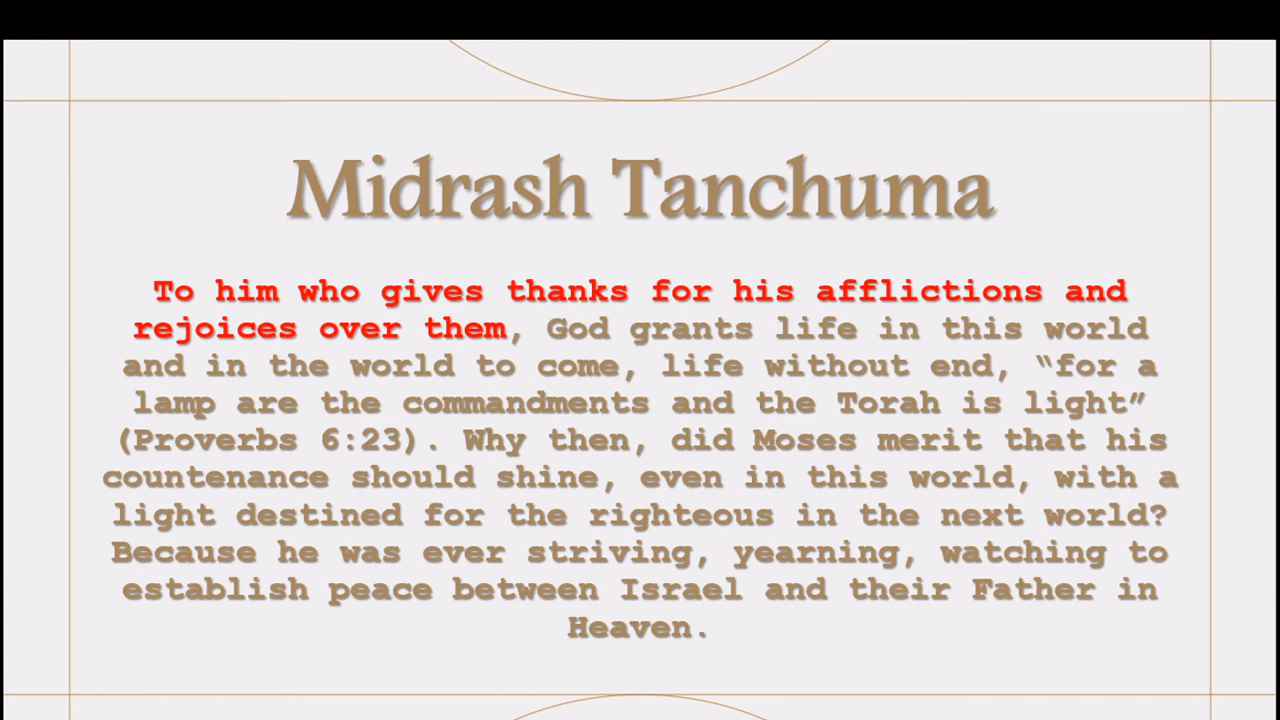 Midrash Tanchuma
To him who gives thanks for his afflictions and
rejoices over them, God grants life in this world
and in the world to come, life without end, “for a
lamp are the commandments and the Torah is light”
(Proverbs 6:23). Why then, did Moses merit that his
countenance should shine, even in this world, with a
light destined for the righteous in the next world?
Because he was ever striving, yearning, watching to
establish peace between Israel and their Father in
Heaven.